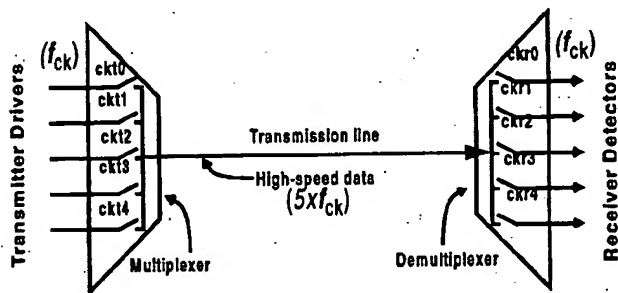 Transmitter Drivers
(fck)
ckt0
ckt1
ckt2
ckt3
ckt4
Multiplexer
Transmission line
High-speed data
(5xfck)
Demultiplexer
(fck)
ckr0
ckr1
ckr2
ckr3
ckr4
Receiver Detectors